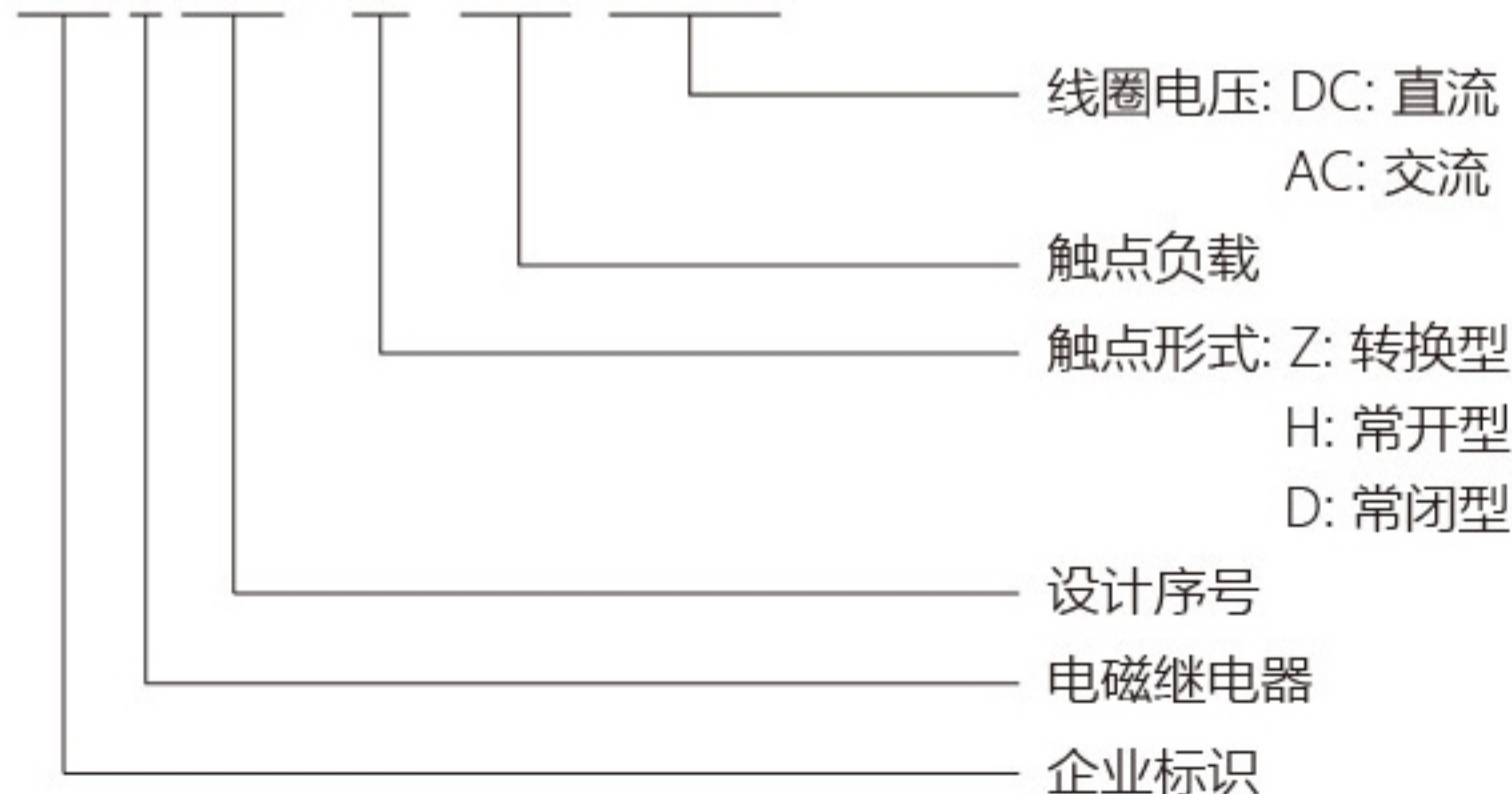 线圈电压: DC: 直流
AC: 交流
触点负载
触点形式: Z: 转换型
H: 常开型
D: 常闭型
设计序号
电磁继电器
企业标识